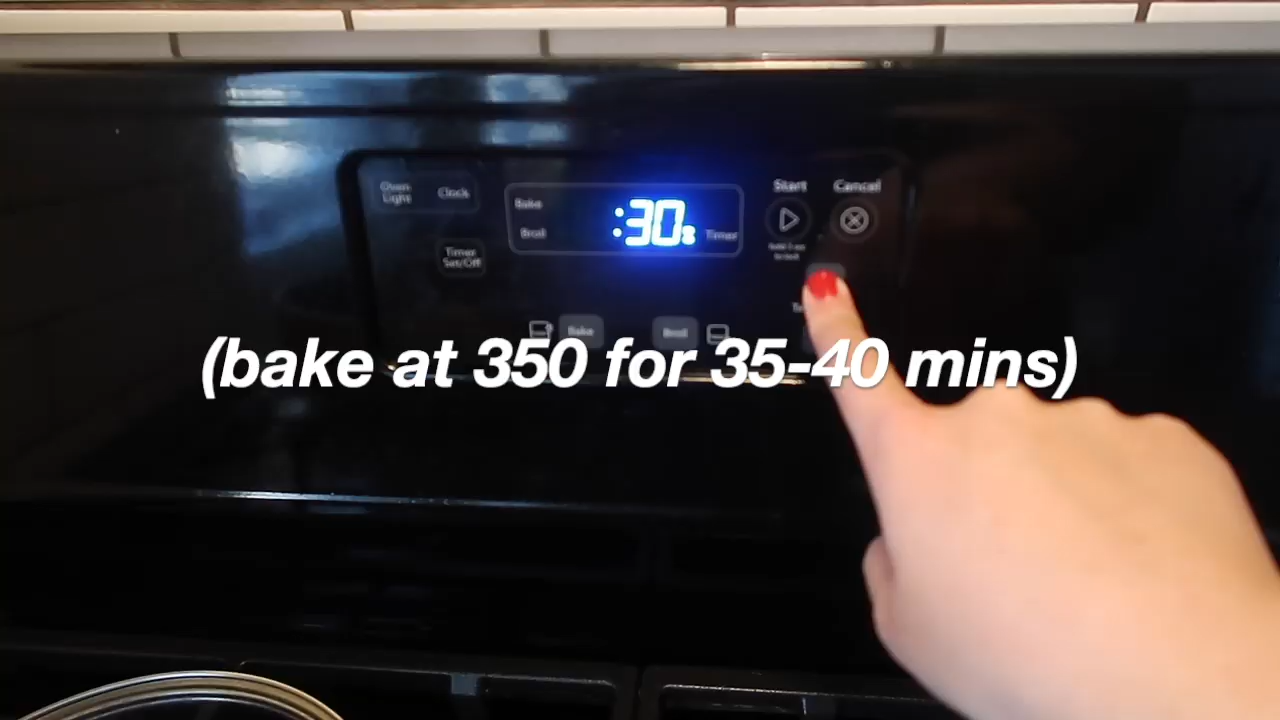 Start Cancel
Oven
Light
Clock
Bake
:30
Broil
Timer
Timer
Set/Off
Bake
Broil
(bake at 350 for 35-40 mins)